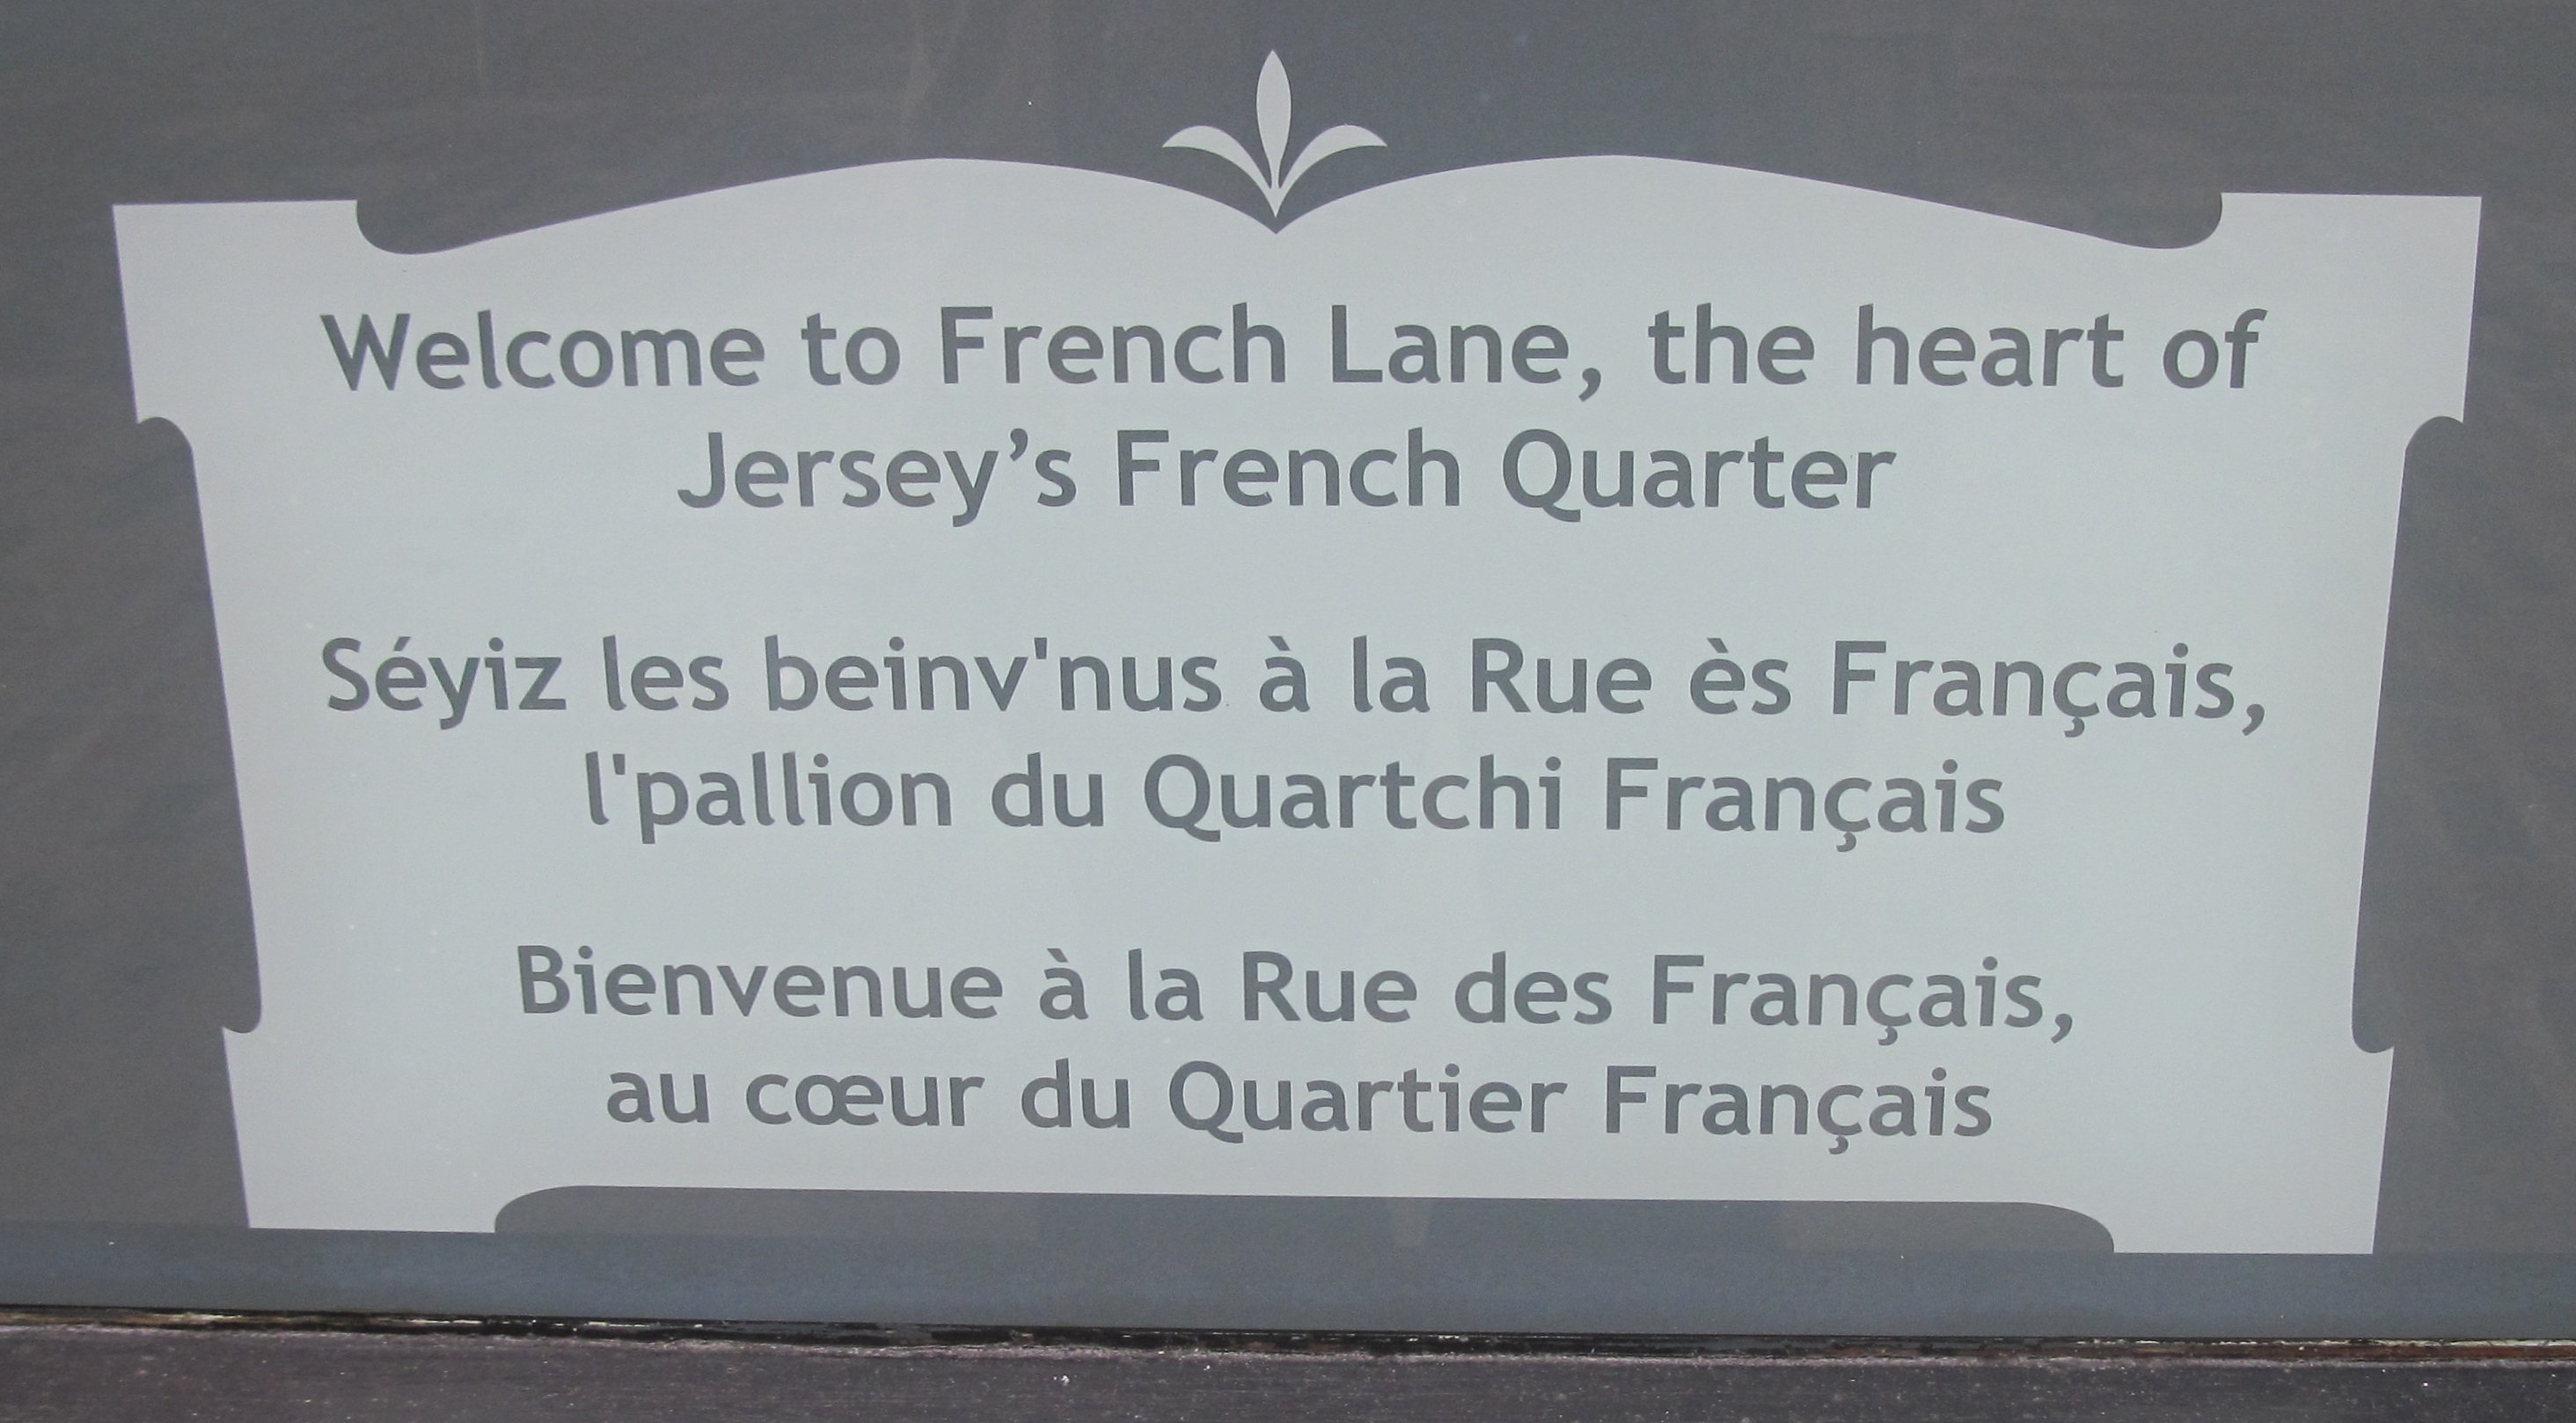 Welcome to French Lane, the heart of
Jersey’s French Quarter
Séyiz les beinv'nus à la Rue ès Français,
l'pallion du Quartchi Français
Bienvenue à la Rue des Français,
au cœur du Quartier Français